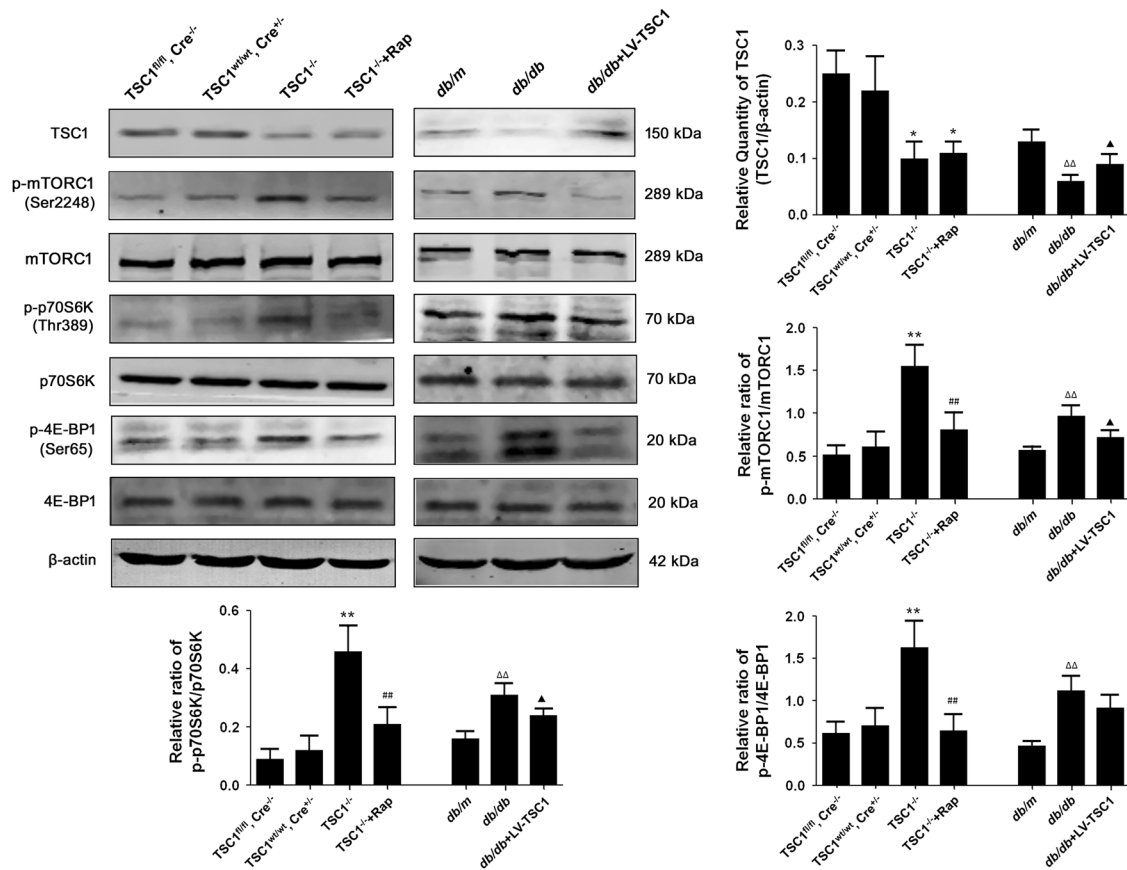 TSC1fl/fl, Cre-/-
TSC1wt/wt, Cre+/-
TSC1-/-
TSC1-/-+Rap
db/m
db/db
db/db+LV-TSC1
TSC1
150 kDa
p-mTORC1
(Ser2248)
289 kDa
mTORC1
289 kDa
p-p70S6K
(Thr389)
70 kDa
p70S6K
70 kDa
p-4E-BP1
(Ser65)
20 kDa
4E-BP1
20 kDa
β-actin
42 kDa
Relative Quantity of TSC1
(TSC1/β-actin)
0.3
0.2
0.1
0.0
*
*
ΔΔ
▲
TSC1fl/fl, Cre-/-
TSC1wt/wt, Cre+/-
TSC1-/-
TSC1-/-+Rap
db/m
db/db
db/db+LV-TSC1
Relative ratio of
p-mTORC1/mTORC1
2.0
1.5
1.0
0.5
0.0
**
##
ΔΔ
▲
TSC1fl/fl, Cre-/-
TSC1wt/wt, Cre+/-
TSC1-/-
TSC1-/-+Rap
db/m
db/db
db/db+LV-TSC1
Relative ratio of
p-p70S6K/p70S6K
0.6
0.4
0.2
0.0
**
##
ΔΔ
▲
TSC1fl/fl, Cre-/-
TSC1wt/wt, Cre+/-
TSC1-/-
TSC1-/-+Rap
db/m
db/db
db/db+LV-TSC1
Relative ratio of
p-4E-BP1/4E-BP1
2.0
1.5
1.0
0.5
0.0
**
##
ΔΔ
TSC1fl/fl, Cre-/-
TSC1wt/wt, Cre+/-
TSC1-/-
TSC1-/-+Rap
db/m
db/db
db/db+LV-TSC1